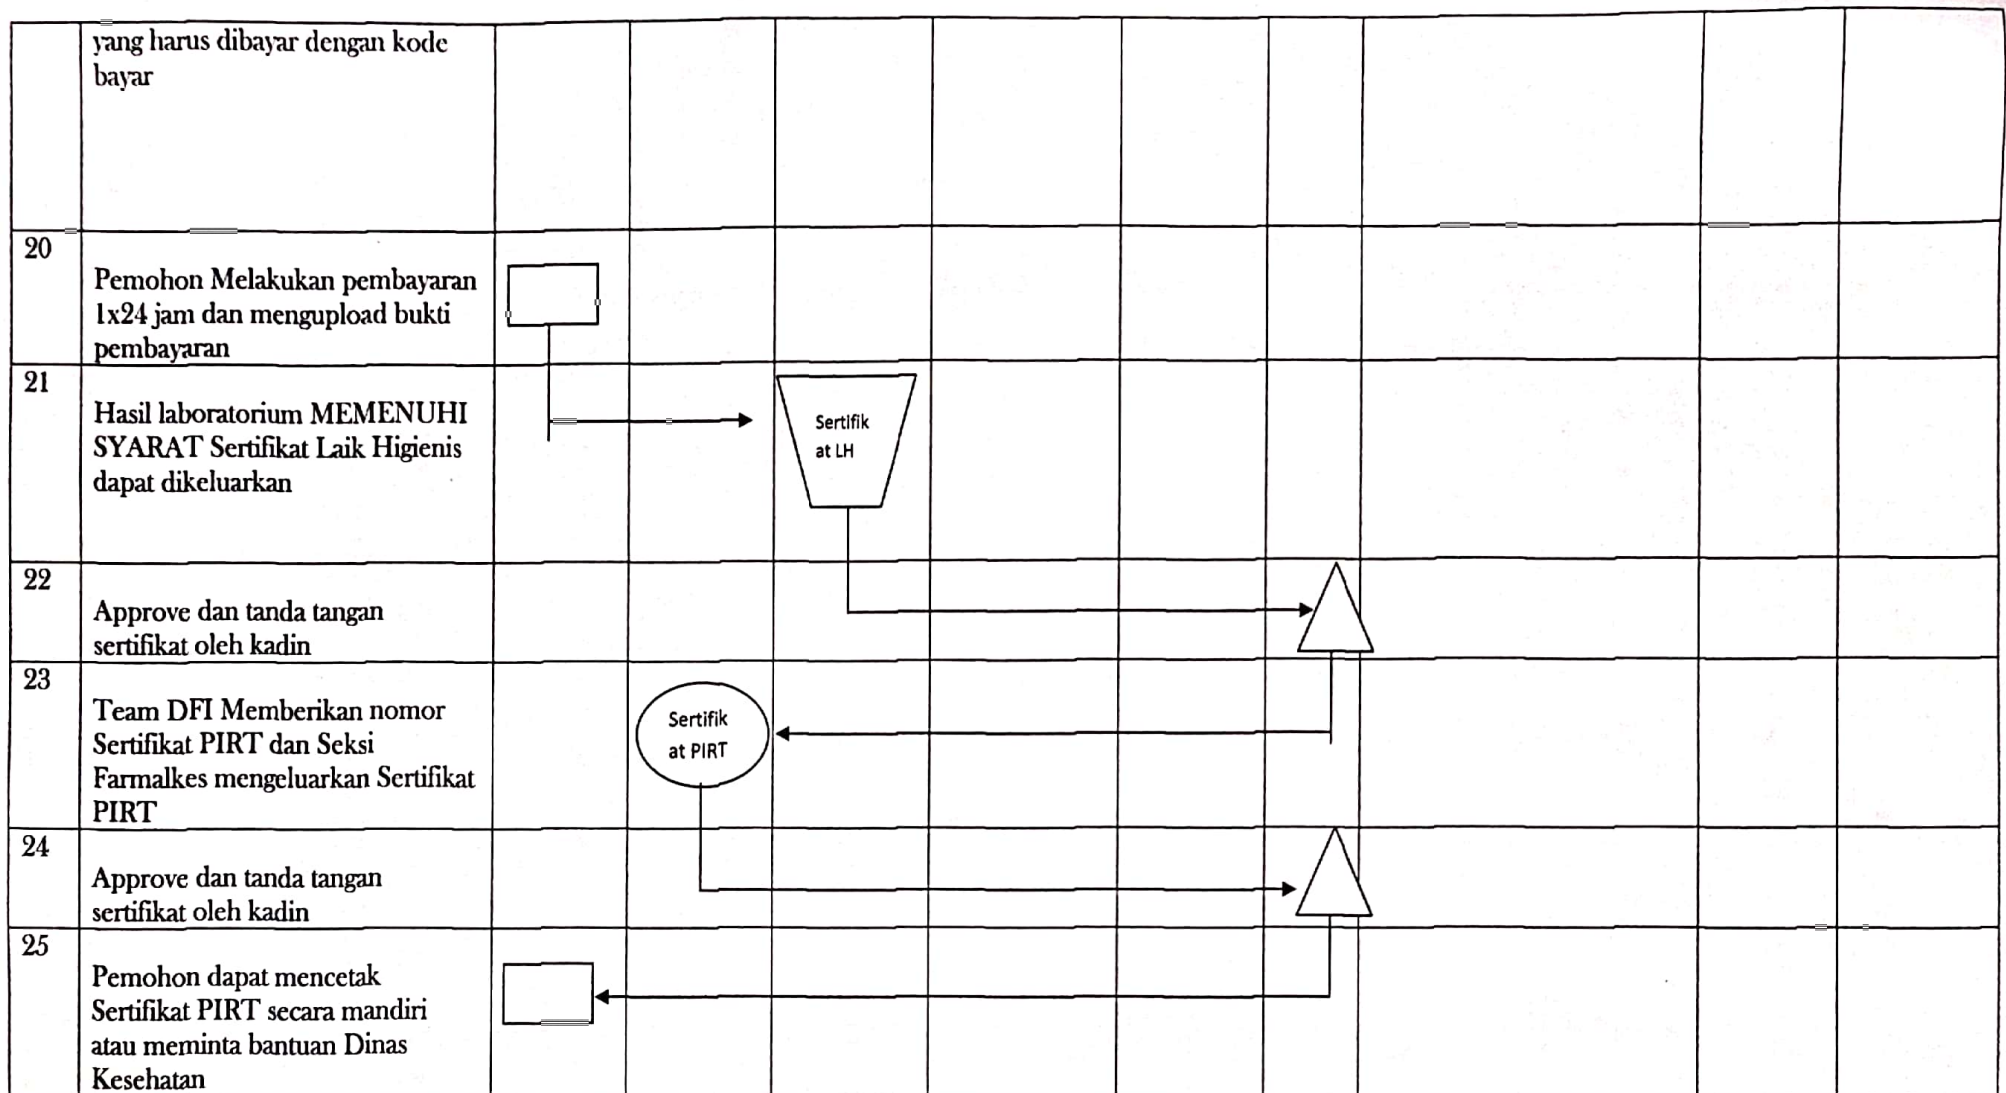 yang harus dibayar dengan kode
bayar
20
Pemohon Melakukan pembayaran
1x24 jam dan mengupload bukti
pembayaran
21
Hasil laboratorium MEMENUHI
SYARAT Sertifikat Laik Higienis
dapat dikeluarkan
Sertifik
at LH
22
Approve dan tanda tangan
sertifikat oleh kadin
23
Team DFI Memberikan nomor
Sertifikat PIRT dan Seksi
Farmalkes mengeluarkan Sertifikat
PIRT
Sertifik
at PIRT
24
Approve dan tanda tangan
sertifikat oleh kadin
25
Pemohon dapat mencetak
Sertifikat PIRT secara mandiri
atau meminta bantuan Dinas
Kesehatan